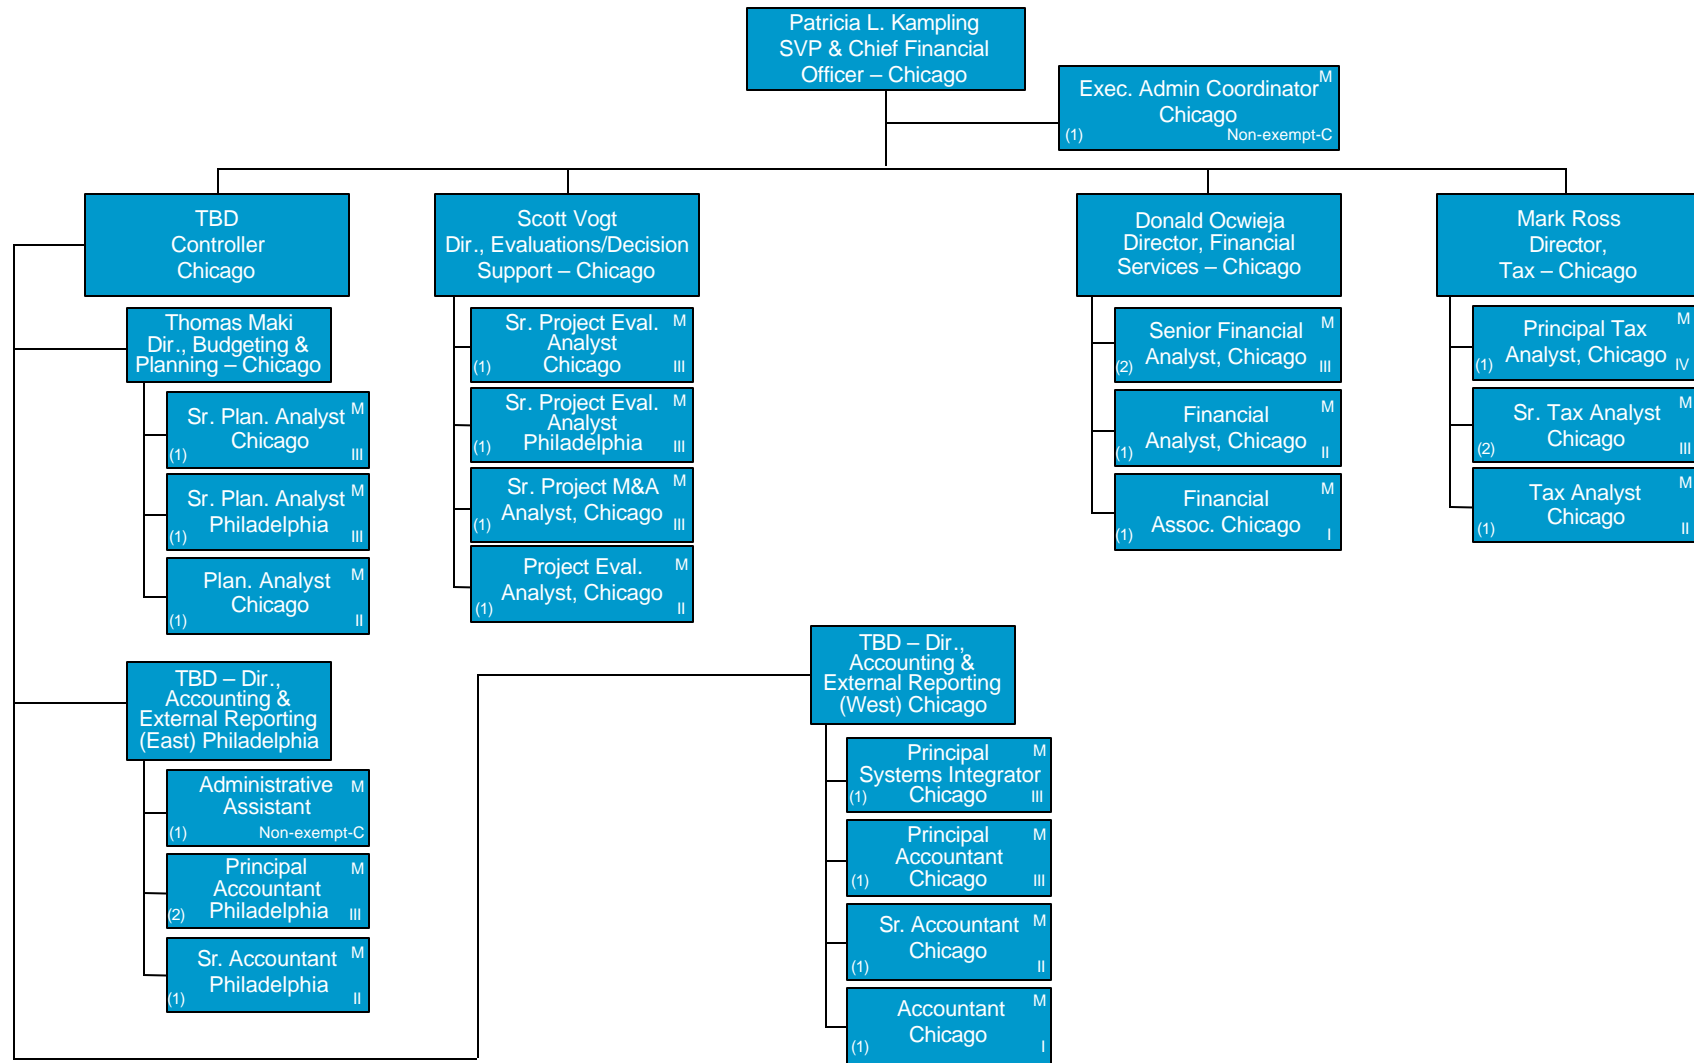 Patricia L. Kampling
SVP & Chief Financial
Officer – Chicago
M
Exec. Admin Coordinator
Chicago
(1) Non-exempt-C
TBD
Controller
Chicago
Scott Vogt
Dir., Evaluations/Decision
Support – Chicago
Donald Ocwieja
Director, Financial
Services – Chicago
Mark Ross
Director,
Tax – Chicago
Thomas Maki
Dir., Budgeting &
Planning – Chicago
Sr. Plan. Analyst M
Chicago
(1) III
Sr. Plan. Analyst M
Philadelphia
(1) III
Plan. Analyst M
Chicago
(1) II
Sr. Project Eval. M
Analyst
Chicago
(1) III
Sr. Project Eval. M
Analyst
Philadelphia
(1) III
Sr. Project M&A M
Analyst, Chicago
(1) III
Project Eval. M
Analyst, Chicago
(1) II
Senior Financial M
Analyst, Chicago
(2) III
Financial M
Analyst, Chicago
(1) II
Financial M
Assoc. Chicago
(1) I
Principal Tax M
Analyst, Chicago
(1) IV
Sr. Tax Analyst M
Chicago
(2) III
Tax Analyst M
Chicago
(1) II
TBD – Dir.,
Accounting &
External Reporting
(East) Philadelphia
Administrative M
Assistant
(1) Non-exempt-C
Principal M
Accountant
Philadelphia
(2) III
Sr. Accountant M
Philadelphia
(1) II
TBD – Dir.,
Accounting &
External Reporting
(West) Chicago
Principal M
Systems Integrator
Chicago
(1) III
Principal M
Accountant
Chicago
(1) III
Sr. Accountant M
Chicago
(1) II
Accountant M
Chicago
(1) I